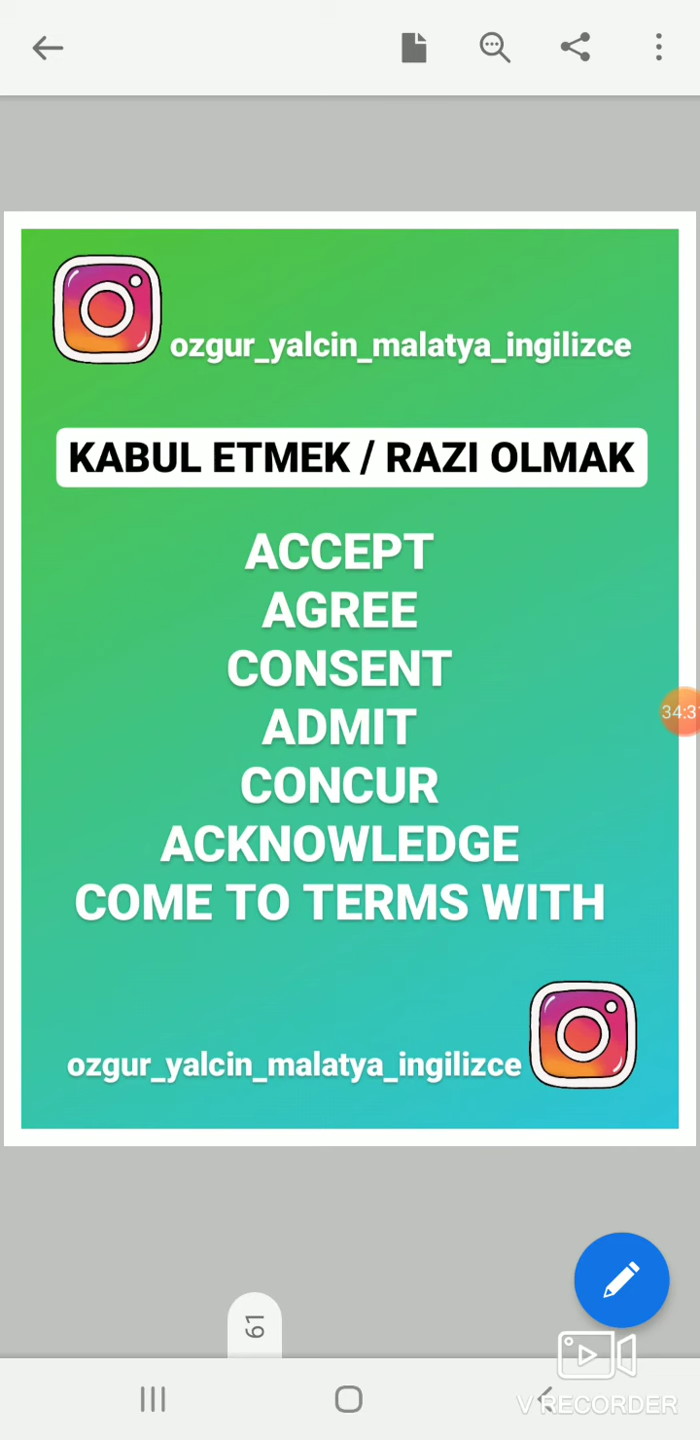 ozgur_yalcin_malatya_ingilizce
KABUL ETMEK / RAZI OLMAK
ACCEPT
AGREE
CONSENT
ADMIT
CONCUR
ACKNOWLEDGE
COME TO TERMS WITH
ozgur_yalcin_malatya_ingilizce
61
V RECORDER